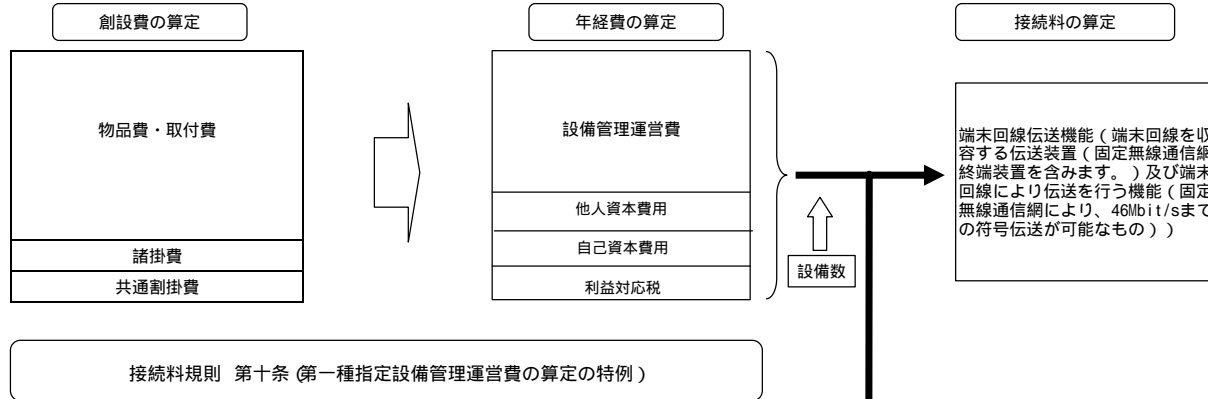 創設費の算定
年経費の算定
接続料の算定
物品費・取付費
諸掛費
共通割掛費
設備管理運営費
他人資本費用
自己資本費用
利益対応税
設備数
端末回線伝送機能(端末回線を収
容する伝送装置(固定無線通信網
終端装置を含みます。)及び端末
回線により伝送を行う機能(固定
無線通信網により、46Mbit/sまで
の符号伝送が可能なもの))
接続料規則 第十条(第一種指定設備管理運営費の算定の特例)